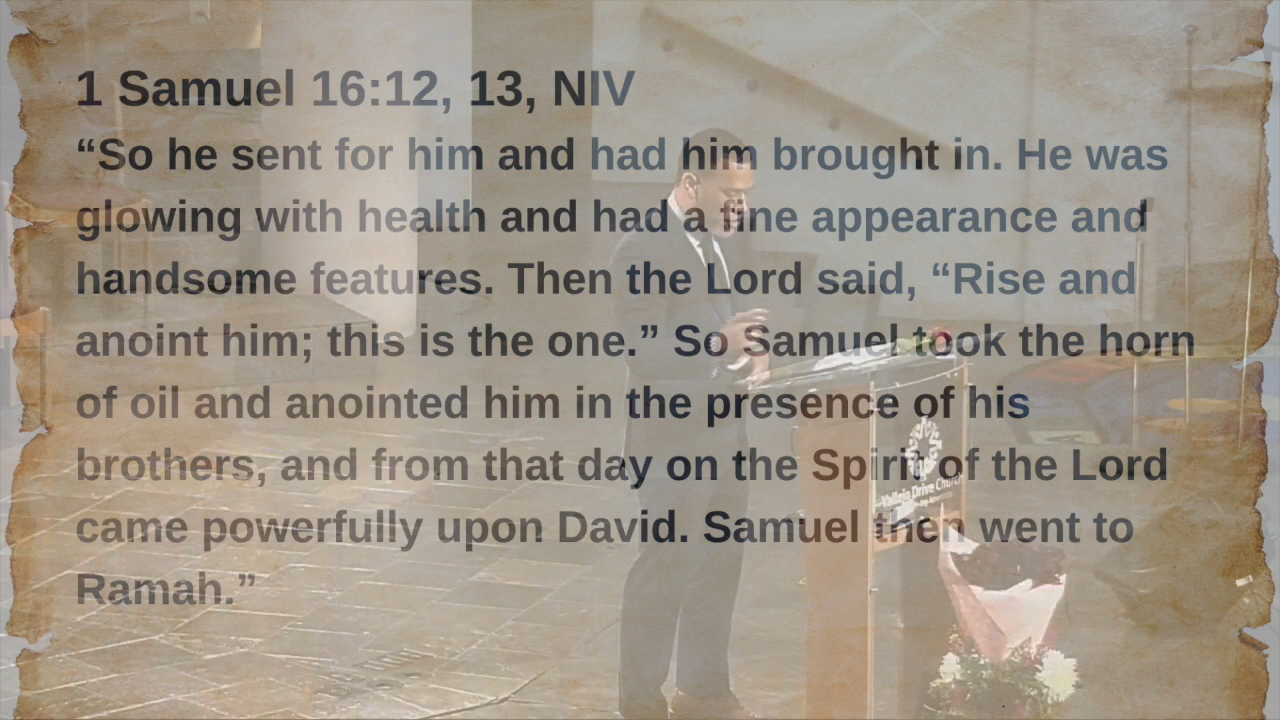 1 Samuel 16:12, 13, NIV
“So he sent for him and had him brought in. He was
glowing with health and had a fine appearance and
handsome features. Then the Lord said, “Rise and
anoint him; this is the one.” So Samuel took the horn
of oil and anointed him in the presence of his
brothers, and from that day on the Spirit of the Lord
came powerfully upon David. Samuel then went to
Ramah.”
Vallejo Drive Church